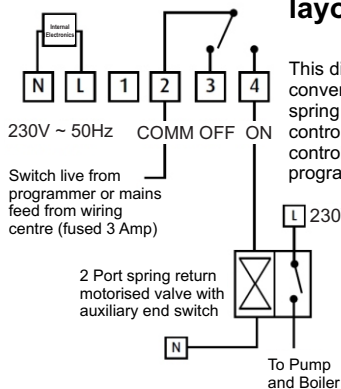 layo
Internal
Electronics
This di
conver
spring
contro
contro
progra
N L 1 2 3 4
230V ~ 50Hz COMM OFF ON
Switch live from
programmer or mains
feed from wiring
centre (fused 3 Amp)
L 230
2 Port spring return
motorised valve with
auxiliary end switch
N
To Pump
and Boiler